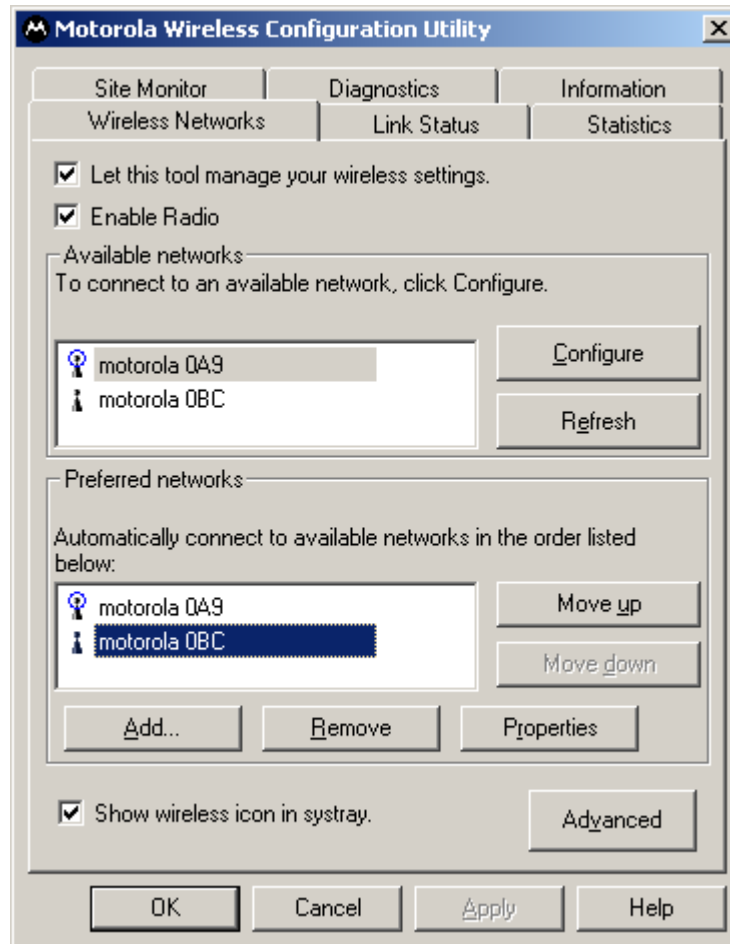 Motorola Wireless Configuration Utility
Site Monitor Diagnostics Information
Wireless Networks Link Status Statistics
Let this tool manage your wireless settings.
Enable Radio
Available networks
To connect to an available network, click Configure.
motorola 0A9
motorola 0BC
Configure
Refresh
Preferred networks
Automatically connect to available networks in the order listed
below:
motorola 0A9
motorola 0BC
Move up
Move down
Add... Remove Properties
Show wireless icon in systray.
Advanced
OK Cancel Apply Help